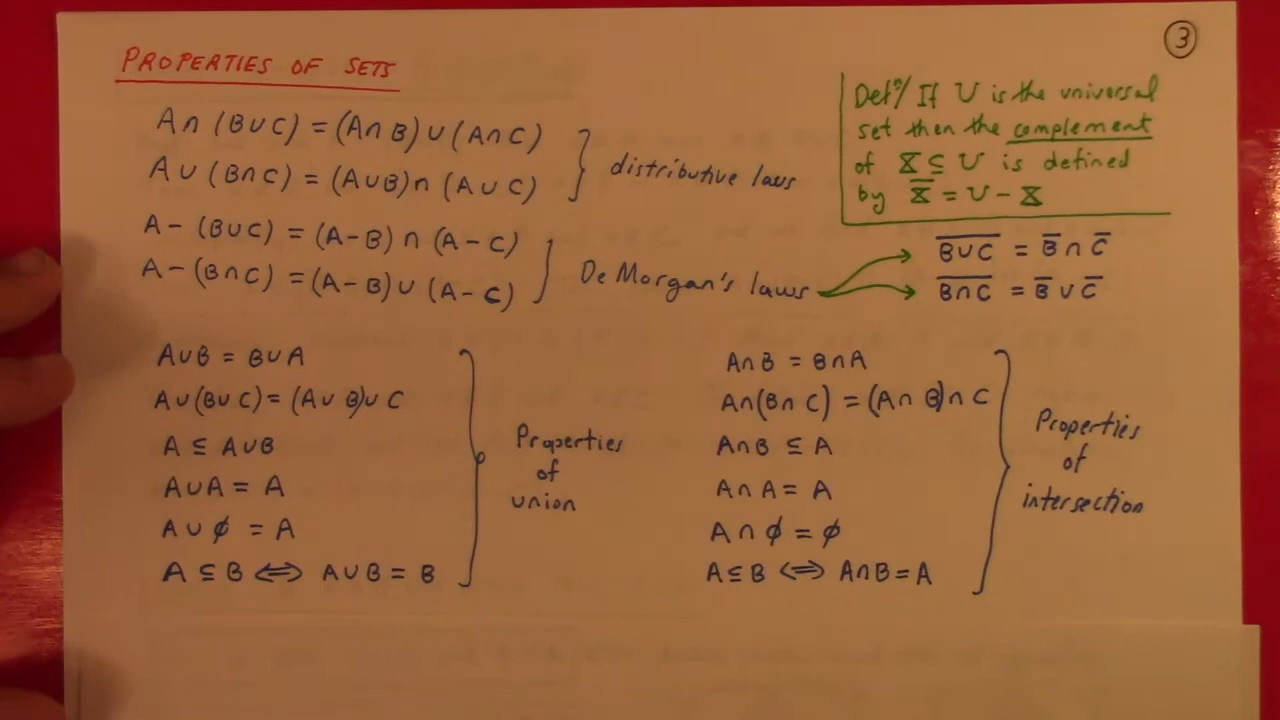 3
PROPERTIES OF SETS
A∩(B∪C)=(A∩B)∪(A∩C)
A∪(B∩C)=(A∪B)∩(A∪C)
distributive laws
A-(B∪C)=(A-B)∩(A-C)
A-(B∩C)=(A-B)∪(A-C)
De Morgan's laws
Defn/ If U is the universal
set then the complement
of X⊆U is defined
by X̅=U-X
B̅∪̅C̅ = B̅∩C̅
B̅∩̅C̅ = B̅∪C̅
A∪B = B∪A
A∪(B∪C)=(A∪B)∪C
A⊆A∪B
A∪A=A
A∪∅=A
A⊆B⟺A∪B=B
Properties
of
union
A∩B = B∩A
A∩(B∩C)=(A∩B)∩C
A∩B⊆A
A∩A=A
A∩∅=∅
A⊆B⟺A∩B=A
Properties
of
intersection